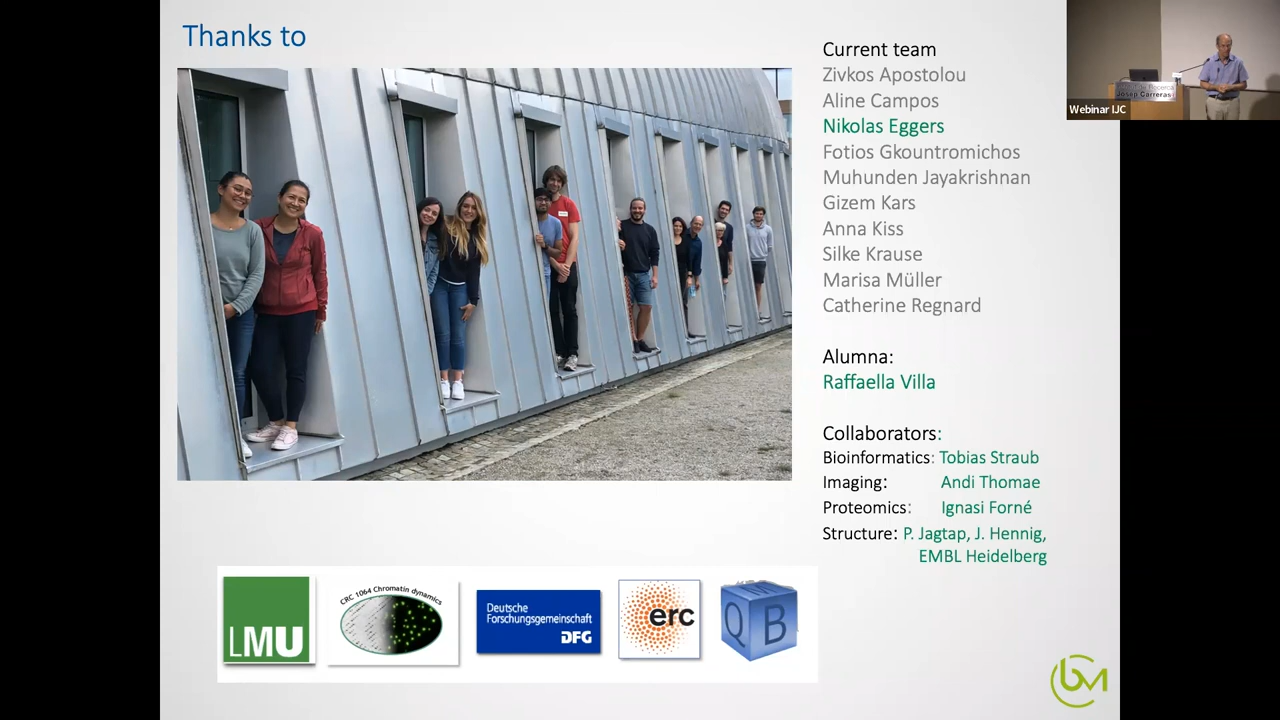 Thanks to
Current team
Zivkos Apostolou
Aline Campos
Nikolas Eggers
Fotios Gkountromichos
Muhunden Jayakrishnan
Gizem Kars
Anna Kiss
Silke Krause
Marisa Müller
Catherine Regnard
Alumna:
Raffaella Villa
Collaborators:
Bioinformatics: Tobias Straub
Imaging: Andi Thomae
Proteomics: Ignasi Forné
Structure: P. Jagtap, J. Hennig,
EMBL Heidelberg
LMU
CRC 1064 Chromatin dynamics
Deutsche
Forschungsgemeinschaft
DFG
erc
Q B M
Josep Carreras
Webinar IJC